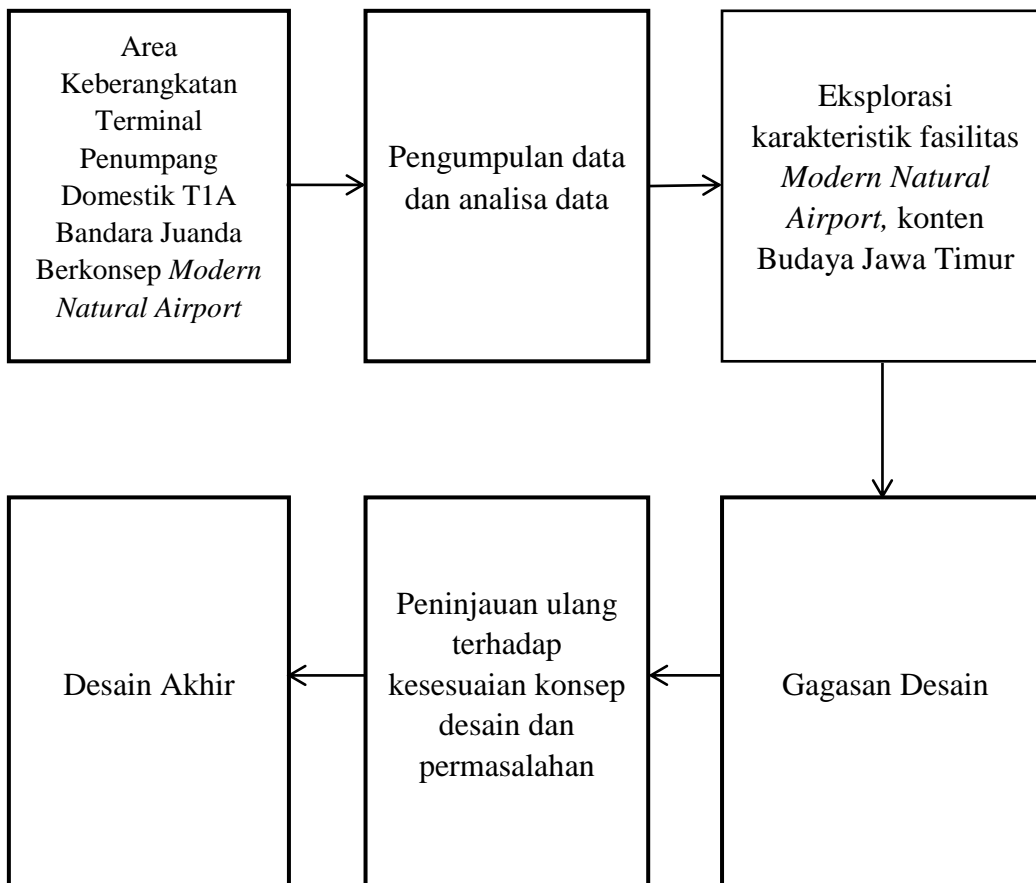 Area
Keberangkatan
Terminal
Penumpang
Domestik T1A
Bandara Juanda
Berkonsep Modern
Natural Airport
Pengumpulan data
dan analisa data
Eksplorasi
karakteristik fasilitas
Modern Natural
Airport, konten
Budaya Jawa Timur
Gagasan Desain
Peninjauan ulang
terhadap
kesesuaian konsep
desain dan
permasalahan
Desain Akhir